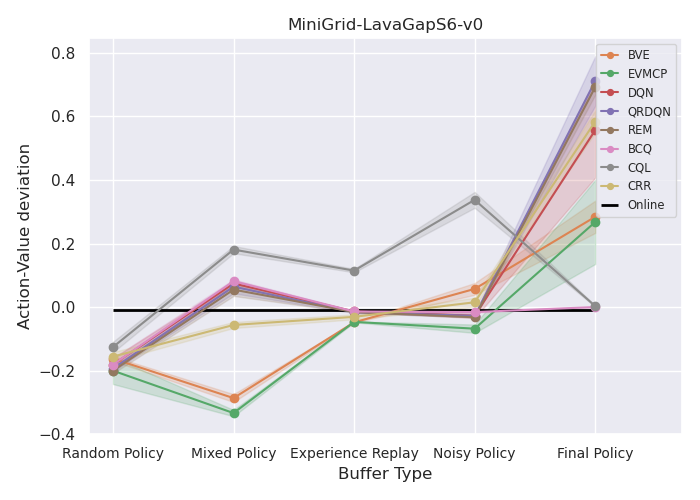 MiniGrid-LavaGapS6-v0
Action-Value deviation
0.8
0.6
0.4
0.2
0.0
−0.2
−0.4
BVE
EVMCP
DQN
QRDQN
REM
BCQ
CQL
CRR
Online
Random Policy
Mixed Policy
Experience Replay
Noisy Policy
Final Policy
Buffer Type